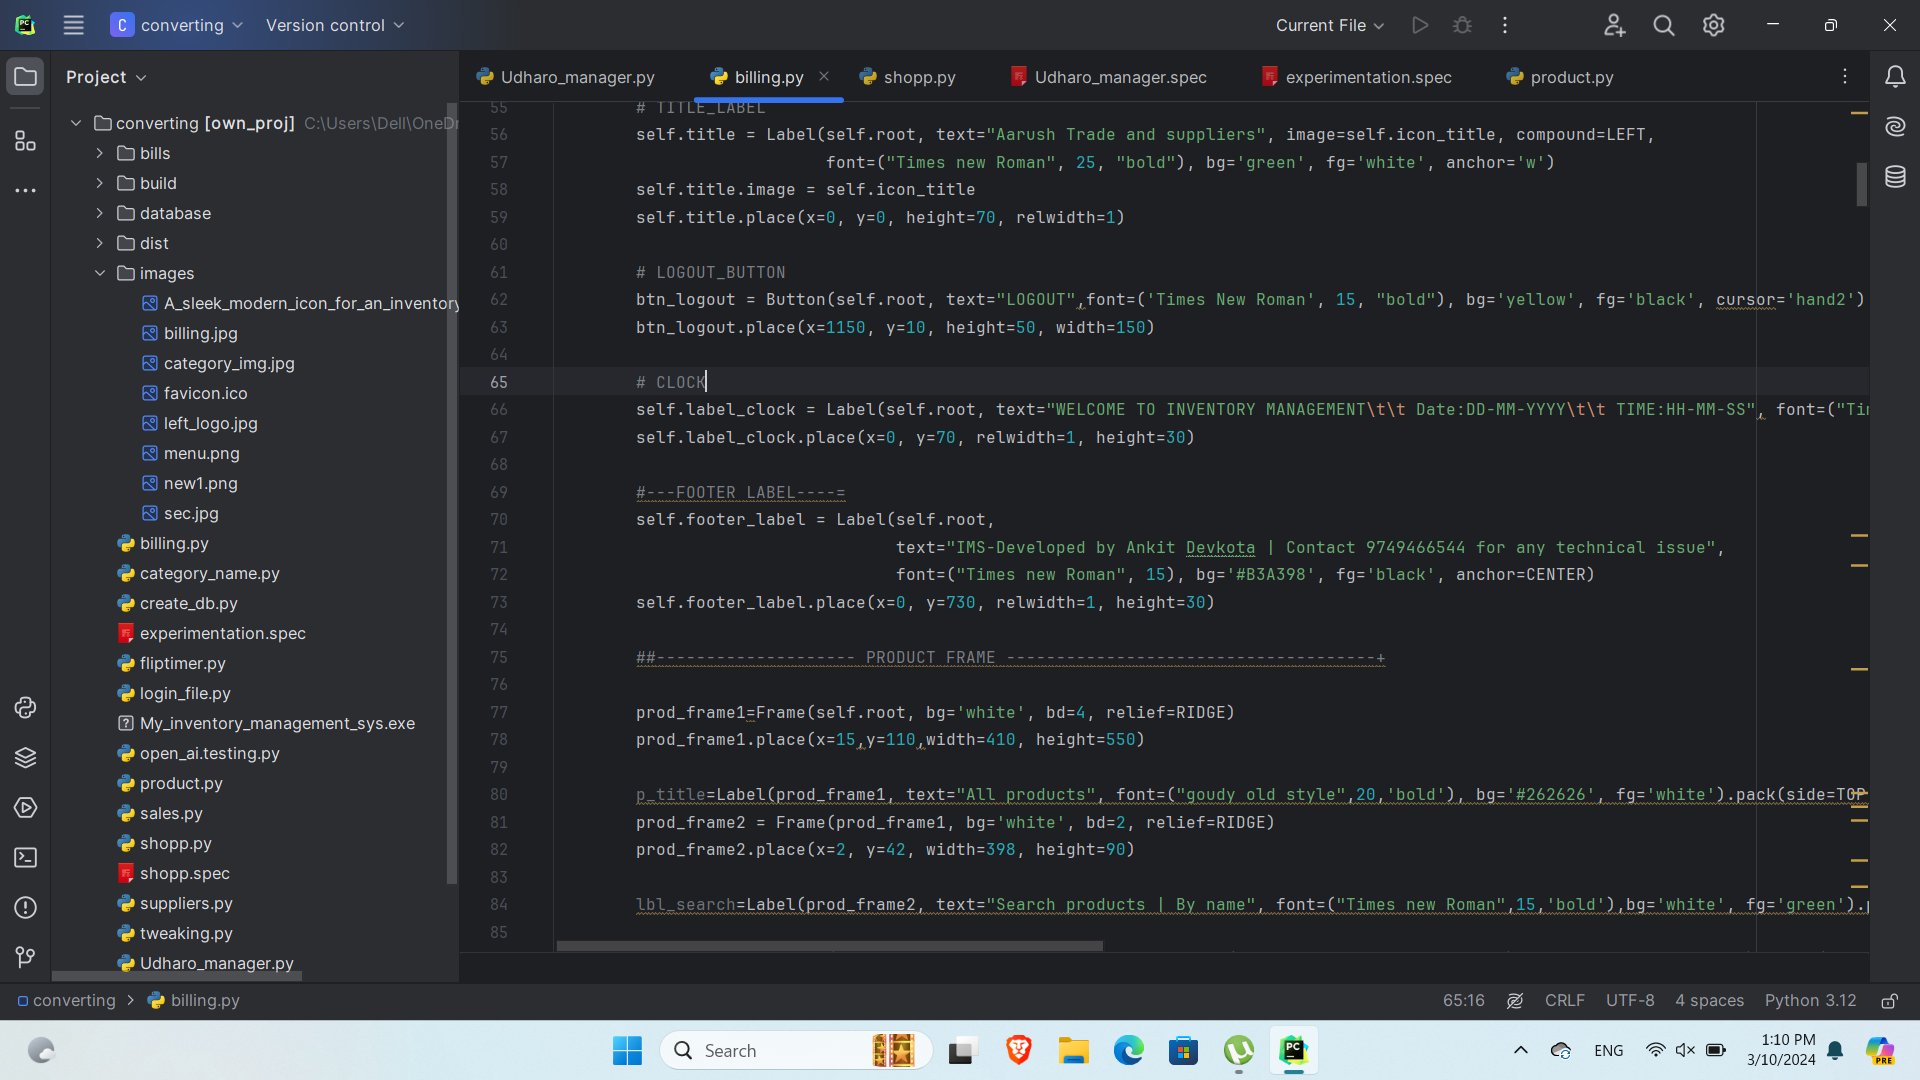 C converting Version control Current File
Project
Udharo_manager.py billing.py shopp.py Udharo_manager.spec experimentation.spec product.py
converting [own_proj] C:\Users\Dell\OneDr
bills
build
database
dist
images
A_sleek_modern_icon_for_an_inventory
billing.jpg
category_img.jpg
favicon.ico
left_logo.jpg
menu.png
new1.png
sec.jpg
billing.py
category_name.py
create_db.py
experimentation.spec
fliptimer.py
login_file.py
My_inventory_management_sys.exe
open_ai.testing.py
product.py
sales.py
shopp.py
shopp.spec
suppliers.py
tweaking.py
Udharo_manager.py
55 # TITLE_LABEL
56 self.title = Label(self.root, text="Aarush Trade and suppliers", image=self.icon_title, compound=LEFT,
57 font=("Times new Roman", 25, "bold"), bg='green', fg='white', anchor='w')
58 self.title.image = self.icon_title
59 self.title.place(x=0, y=0, height=70, relwidth=1)
60
61 # LOGOUT_BUTTON
62 btn_logout = Button(self.root, text="LOGOUT",font=('Times New Roman', 15, "bold"), bg='yellow', fg='black', cursor='hand2')
63 btn_logout.place(x=1150, y=10, height=50, width=150)
64
65 # CLOCK
66 self.label_clock = Label(self.root, text="WELCOME TO INVENTORY MANAGEMENT\t\t Date:DD-MM-YYYY\t\t TIME:HH-MM-SS", font=("Ti
67 self.label_clock.place(x=0, y=70, relwidth=1, height=30)
68
69 #---FOOTER LABEL----=
70 self.footer_label = Label(self.root,
71 text="IMS-Developed by Ankit Devkota | Contact 9749466544 for any technical issue",
72 font=("Times new Roman", 15), bg='#B3A398', fg='black', anchor=CENTER)
73 self.footer_label.place(x=0, y=730, relwidth=1, height=30)
74
75 ##-------------------- PRODUCT FRAME -------------------------------------+
76
77 prod_frame1=Frame(self.root, bg='white', bd=4, relief=RIDGE)
78 prod_frame1.place(x=15,y=110,width=410, height=550)
79
80 p_title=Label(prod_frame1, text="All products", font=("goudy old style",20,'bold'), bg='#262626', fg='white').pack(side=TOP
81 prod_frame2 = Frame(prod_frame1, bg='white', bd=2, relief=RIDGE)
82 prod_frame2.place(x=2, y=42, width=398, height=90)
83
84 lbl_search=Label(prod_frame2, text="Search products | By name", font=("Times new Roman",15,'bold'),bg='white', fg='green').p
85
converting > billing.py 65:16 CRLF UTF-8 4 spaces Python 3.12
Search ENG 1:10 PM
3/10/2024